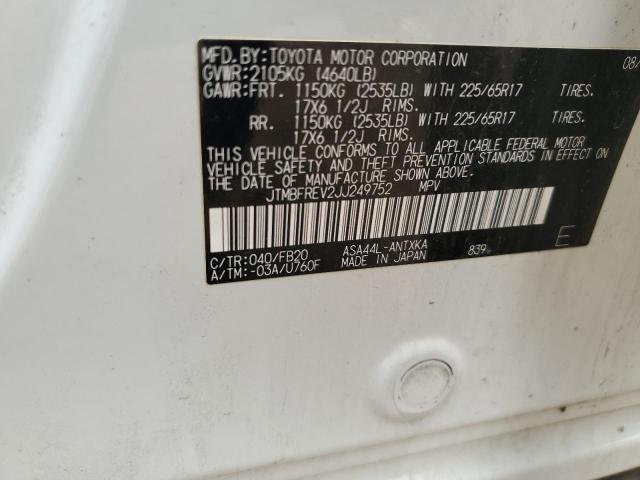 MFD.BY:TOYOTA MOTOR CORPORATION 08/
GVWR:2105KG (4640LB)
GAWR:FRT. 1150KG (2535LB) WITH 225/65R17 TIRES.
17X6 1/2J RIMS.
RR. 1150KG (2535LB) WITH 225/65R17 TIRES.
17X6 1/2J RIMS.
THIS VEHICLE CONFORMS TO ALL APPLICABLE FEDERAL MOTOR
VEHICLE SAFETY AND THEFT PREVENTION STANDARDS IN EFFECT
ON THE DATE OF MANUFACTURE SHOWN ABOVE.
JTMBFREV2JJ249752 MPV
C/TR:040/FB20 ASA44L-ANTXKA 839 E
A/TM:-03A/U760F MADE IN JAPAN